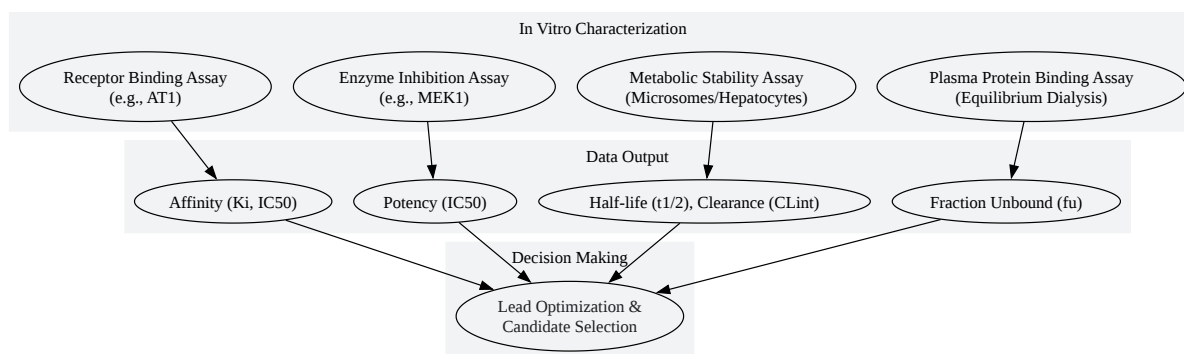 In Vitro Characterization
Receptor Binding Assay
(e.g., AT1)
Enzyme Inhibition Assay
(e.g., MEK1)
Metabolic Stability Assay
(Microsomes/Hepatocytes)
Plasma Protein Binding Assay
(Equilibrium Dialysis)
Data Output
Affinity (Ki, IC50)
Potency (IC50)
Half-life (t1/2), Clearance (CLint)
Fraction Unbound (fu)
Decision Making
Lead Optimization &
Candidate Selection